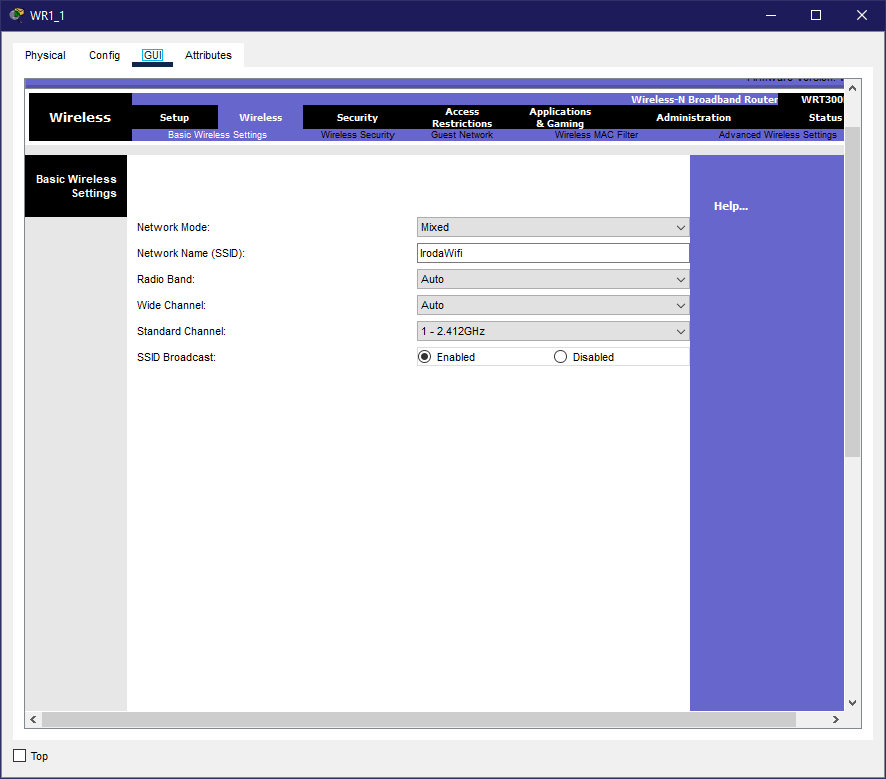 WR1_1
Physical Config GUI Attributes
Wireless-N Broadband Router WRT300
Wireless
Setup Wireless Security Access Restrictions Applications & Gaming Administration Status
Basic Wireless Settings Wireless Security Guest Network Wireless MAC Filter Advanced Wireless Settings
Basic Wireless
Settings
Help...
Network Mode: Mixed
Network Name (SSID): IrodaWifi
Radio Band: Auto
Wide Channel: Auto
Standard Channel: 1 - 2.412GHz
SSID Broadcast: Enabled Disabled
Top